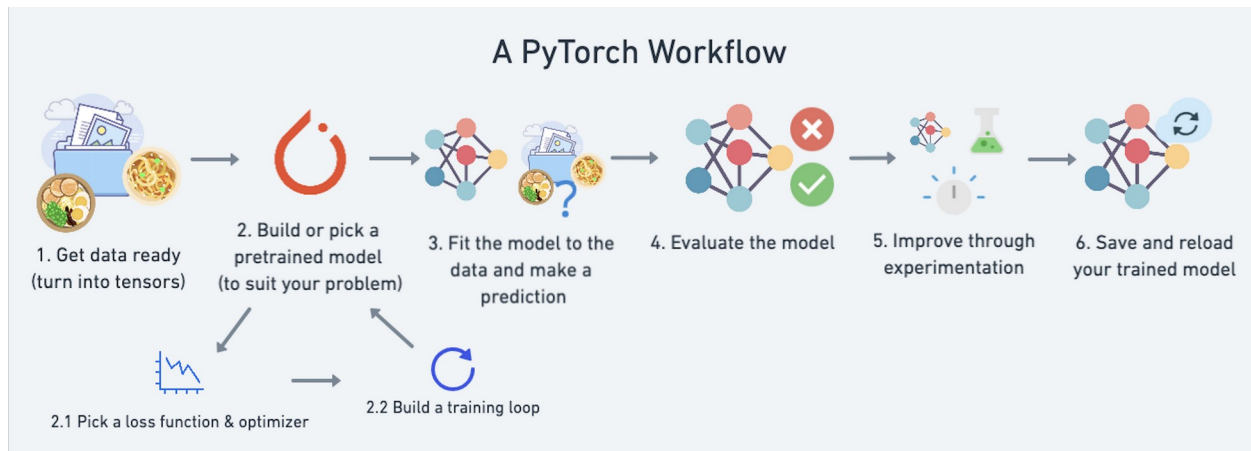 A PyTorch Workflow
1. Get data ready
(turn into tensors)
2. Build or pick a
pretrained model
(to suit your problem)
3. Fit the model to the
data and make a
prediction
4. Evaluate the model
5. Improve through
experimentation
6. Save and reload
your trained model
2.1 Pick a loss function & optimizer
2.2 Build a training loop